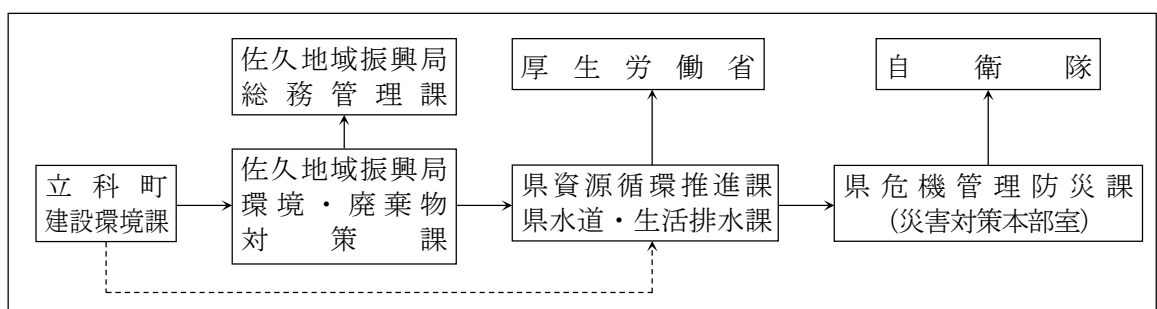 佐久地域振興局
総務管理課
厚生労働省
自衛隊
立科町
建設環境課
佐久地域振興局
環境・廃棄物
対策課
県資源循環推進課
県水道・生活排水課
県危機管理防災課
(災害対策本部室)